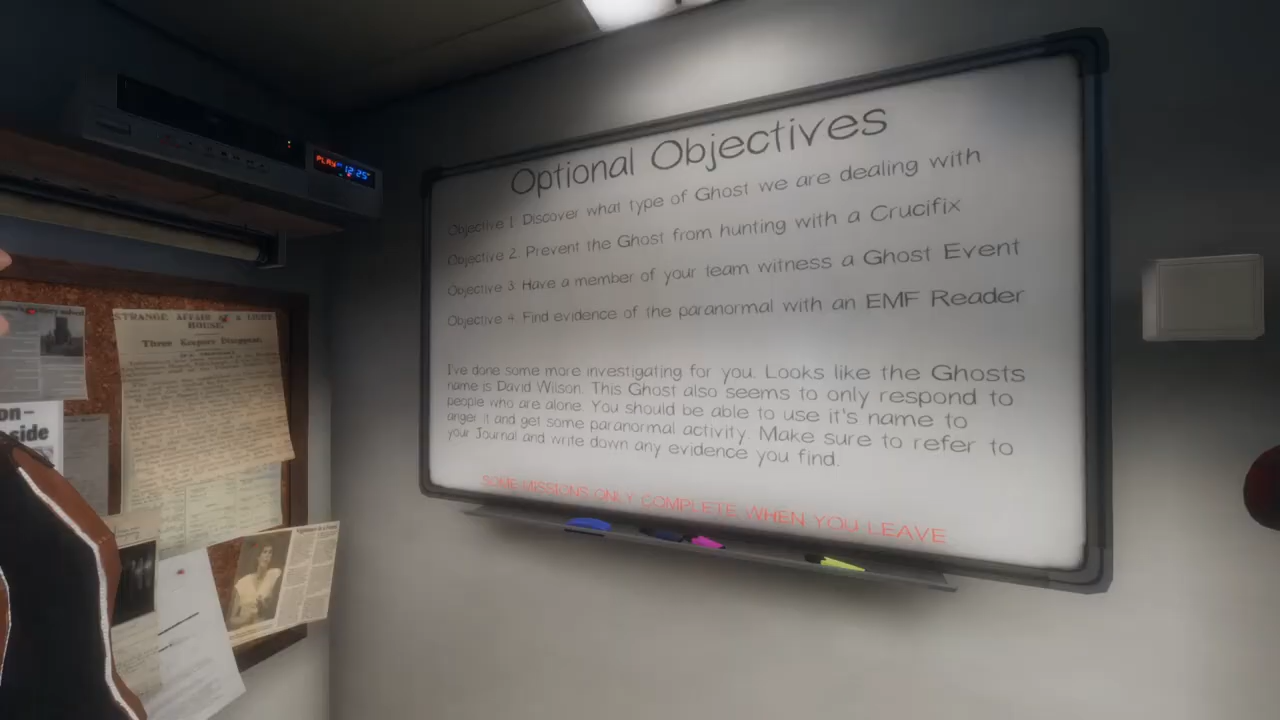 Optional Objectives
Objective 1. Discover what type of Ghost we are dealing with
Objective 2. Prevent the Ghost from hunting with a Crucifix
Objective 3. Have a member of your team witness a Ghost Event
Objective 4. Find evidence of the paranormal with an EMF Reader
I've done some more investigating for you. Looks like the Ghosts
name is David Wilson. This Ghost also seems to only respond to
people who are alone. You should be able to use it's name to
anger it and get some paranormal activity. Make sure to refer to
your Journal and write down any evidence you find.
SOME MISSIONS ONLY COMPLETE WHEN YOU LEAVE
PLAY 12:25
STRANGE AFFAIR AT A LIGHT
HOUSE.
Three Keepers Disappear.
on–
side